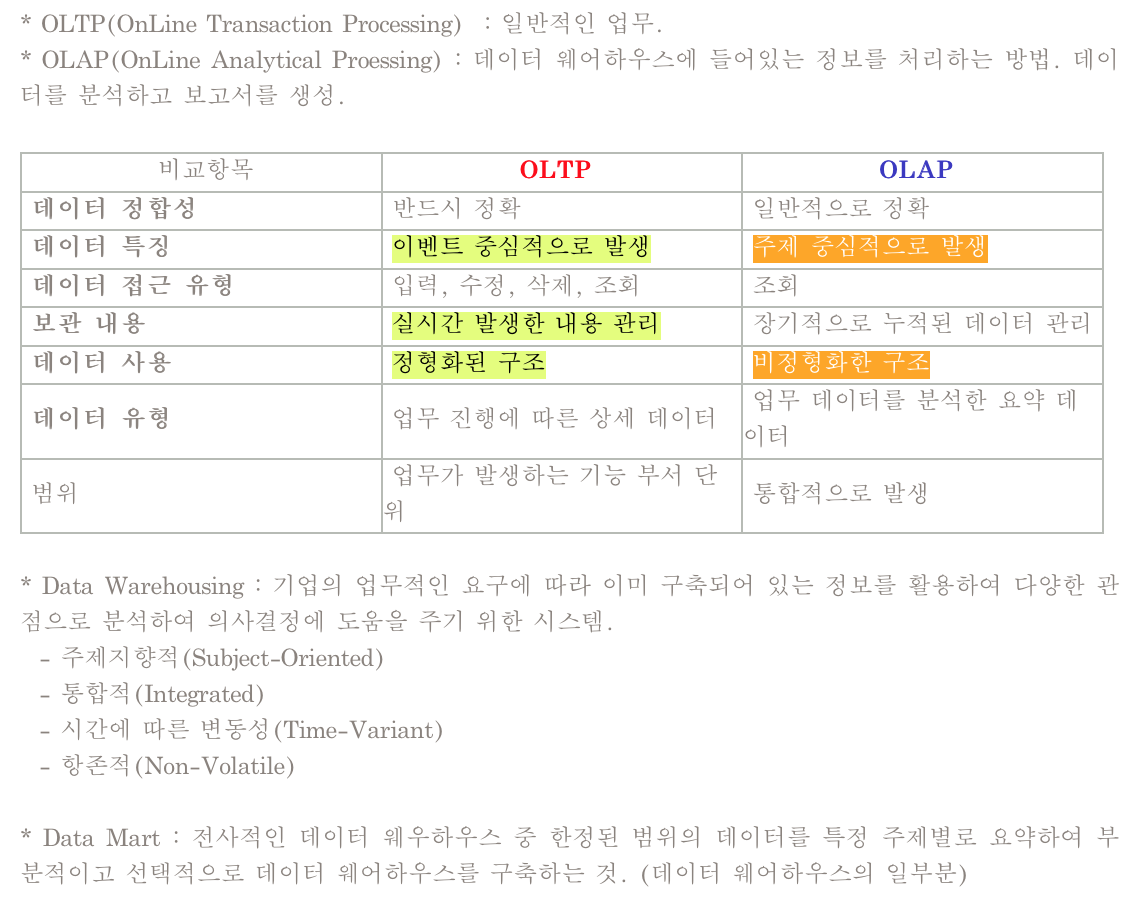 * OLTP(OnLine Transaction Processing) : 일반적인 업무.
* OLAP(OnLine Analytical Proessing) : 데이터 웨어하우스에 들어있는 정보를 처리하는 방법. 데이
터를 분석하고 보고서를 생성.
비교항목 OLTP OLAP
데이터 정합성 반드시 정확 일반적으로 정확
데이터 특징 이벤트 중심적으로 발생 주제 중심적으로 발생
데이터 접근 유형 입력, 수정, 삭제, 조회 조회
보관 내용 실시간 발생한 내용 관리 장기적으로 누적된 데이터 관리
데이터 사용 정형화된 구조 비정형화한 구조
데이터 유형 업무 진행에 따른 상세 데이터 업무 데이터를 분석한 요약 데
이터
범위 업무가 발생하는 기능 부서 단
위 통합적으로 발생
* Data Warehousing : 기업의 업무적인 요구에 따라 이미 구축되어 있는 정보를 활용하여 다양한 관
점으로 분석하여 의사결정에 도움을 주기 위한 시스템.
- 주제지향적(Subject-Oriented)
- 통합적(Integrated)
- 시간에 따른 변동성(Time-Variant)
- 항존적(Non-Volatile)
* Data Mart : 전사적인 데이터 웨우하우스 중 한정된 범위의 데이터를 특정 주제별로 요약하여 부
분적이고 선택적으로 데이터 웨어하우스를 구축하는 것. (데이터 웨어하우스의 일부분)